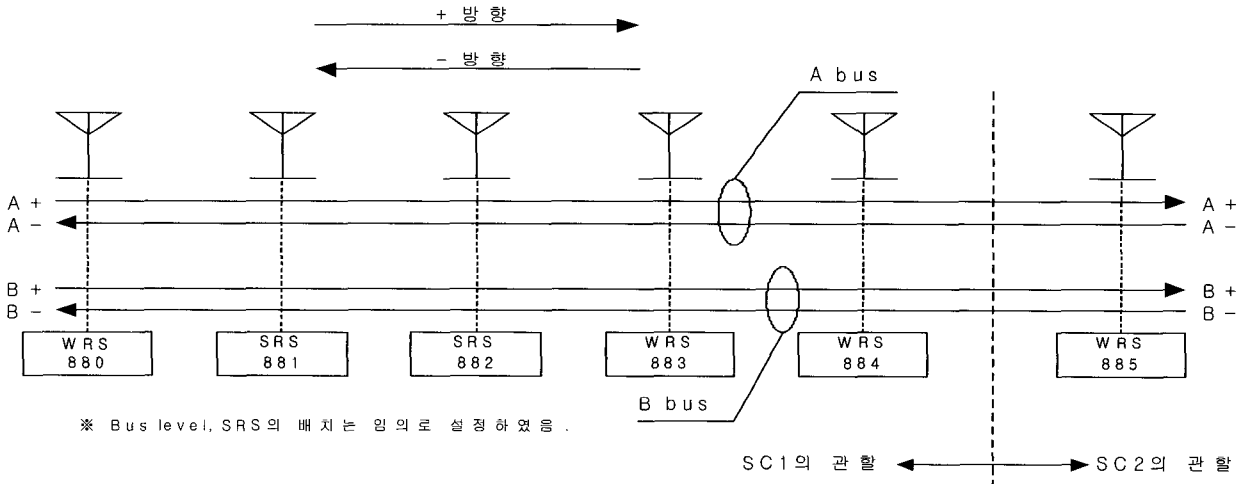 + 방향
- 방향
A bus
A +
A -
A +
A -
B +
B -
B +
B -
WRS
880
SRS
881
SRS
882
WRS
883
WRS
884
WRS
885
B bus
※ Bus level, SRS의 배치는 임의로 설정하였음.
SC1의 관할
SC2의 관할